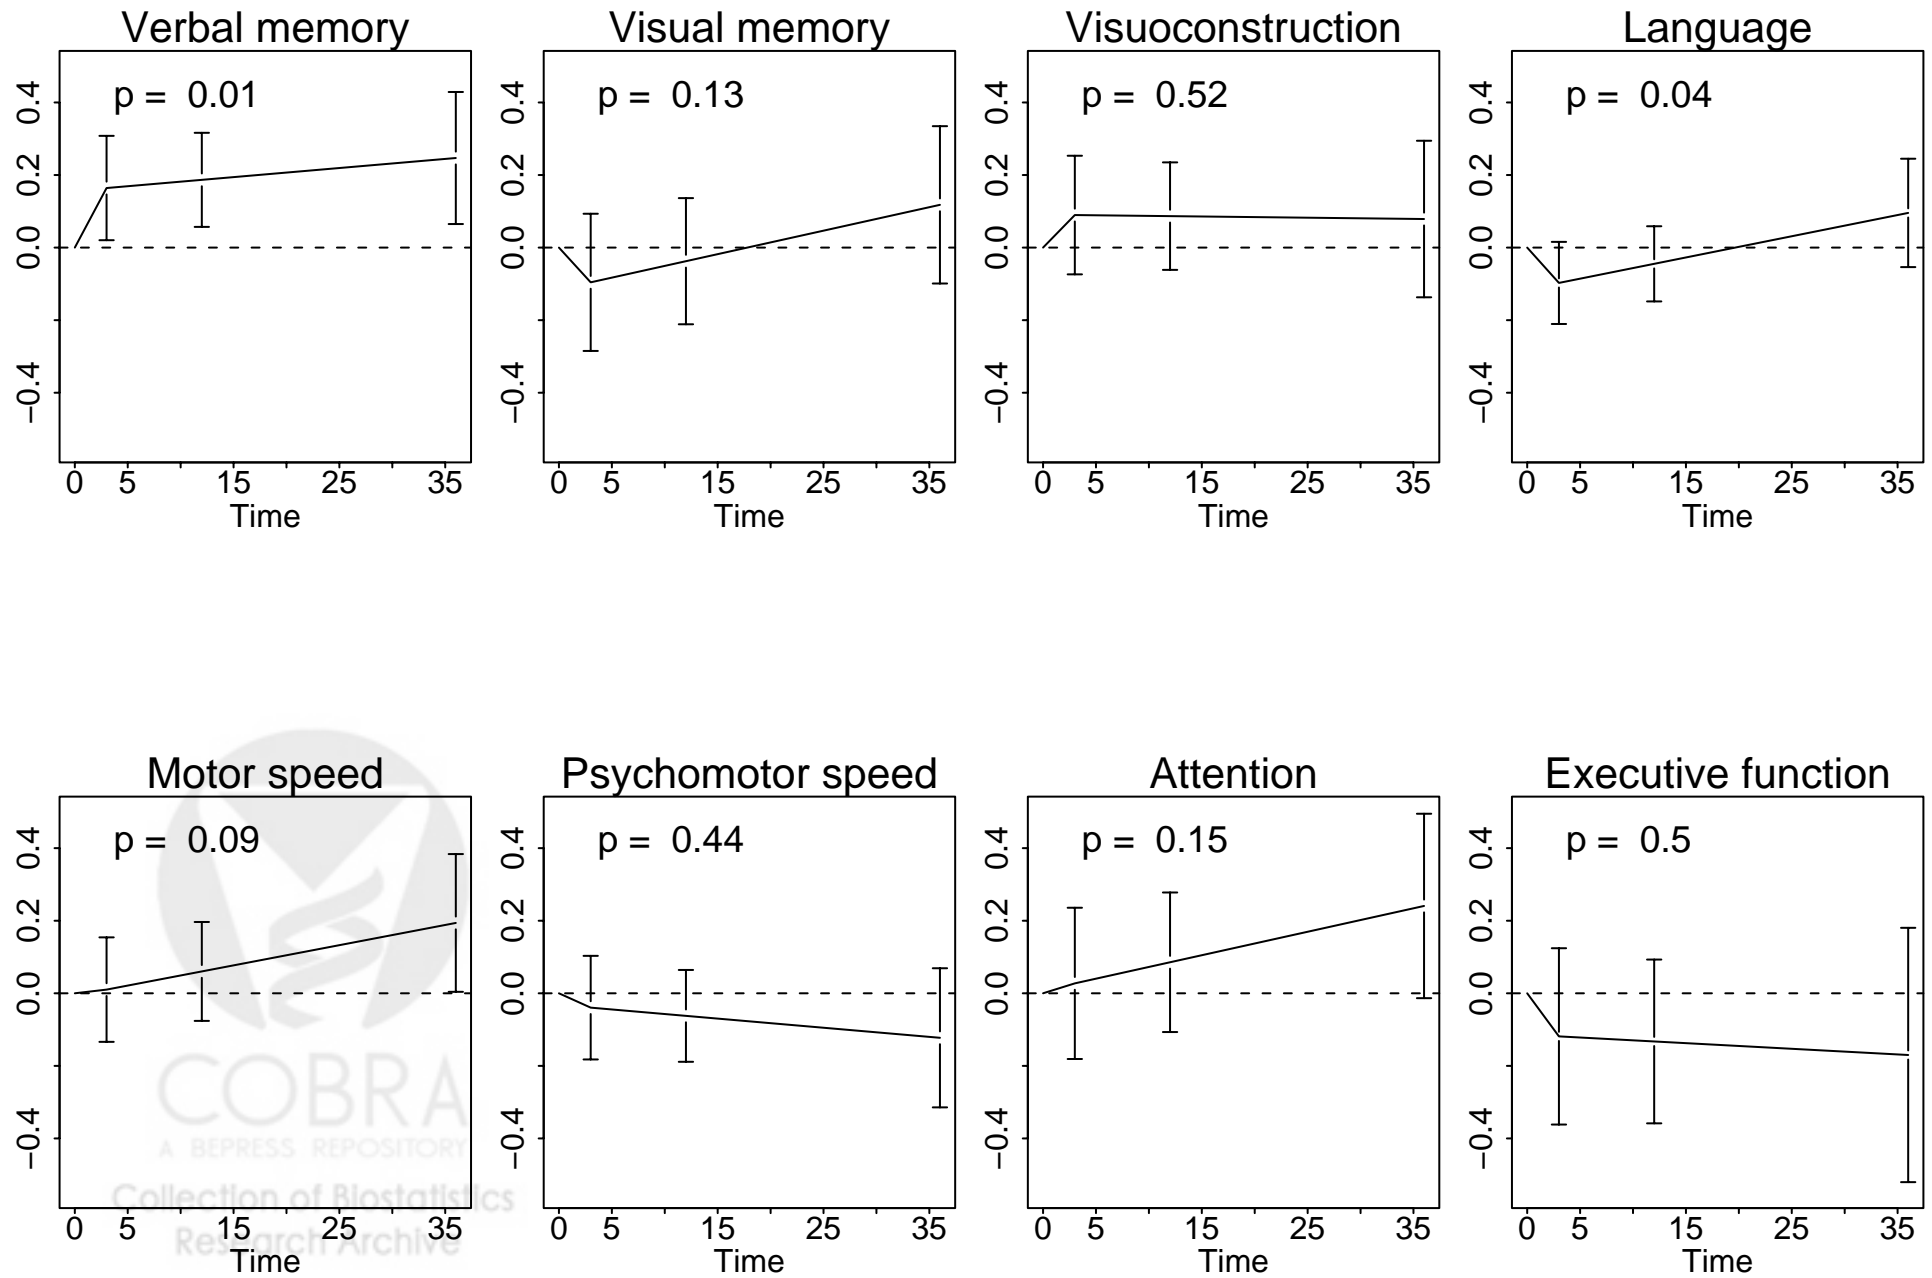 Verbal memory
p = 0.01
0.4
0.2
0.0
−0.4
0 5 15 25 35
Time
Visual memory
p = 0.13
0.4
0.2
0.0
−0.4
0 5 15 25 35
Time
Visuoconstruction
p = 0.52
0.4
0.2
0.0
−0.4
0 5 15 25 35
Time
Language
p = 0.04
0.4
0.2
0.0
−0.4
0 5 15 25 35
Time
Motor speed
p = 0.09
0.4
0.2
0.0
−0.4
0 5 15 25 35
Time
Psychomotor speed
p = 0.44
0.4
0.2
0.0
−0.4
0 5 15 25 35
Time
Attention
p = 0.15
0.4
0.2
0.0
−0.4
0 5 15 25 35
Time
Executive function
p = 0.5
0.4
0.2
0.0
−0.4
0 5 15 25 35
Time
COBRA
A BEPRESS REPOSITORY
Collection of Biostatistics
Research Archive